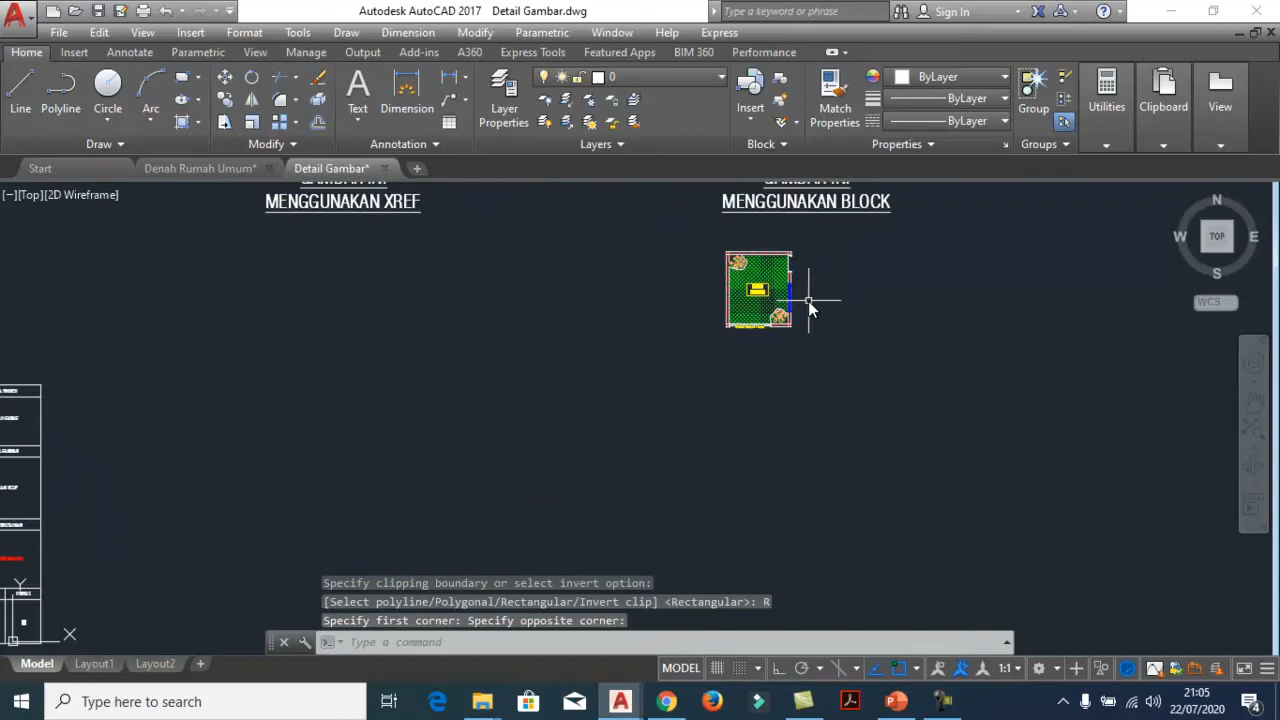 Autodesk AutoCAD 2017 Detail Gambar.dwg
Type a keyword or phrase
Sign In
File Edit View Insert Format Tools Draw Dimension Modify Parametric Window Help Express
Home Insert Annotate Parametric View Manage Output Add-ins A360 Express Tools Featured Apps BIM 360 Performance
0
ByLayer
ByLayer
ByLayer
Line Polyline Circle Arc Text Dimension Layer Properties Insert Match Properties Group Utilities Clipboard View
Draw Modify Annotation Layers Block Properties Groups
Start Denah Rumah Umum* Detail Gambar*
[−][Top][2D Wireframe]
MENGGUNAKAN XREF
MENGGUNAKAN BLOCK
N
W TOP E
S
WCS
Y
X
Specify clipping boundary or select invert option:
[Select polyline/Polygonal/Rectangular/Invert clip] <Rectangular>: R
Specify first corner: Specify opposite corner:
Type a command
Model Layout1 Layout2
MODEL
1:1
Type here to search
21:05
22/07/2020
4